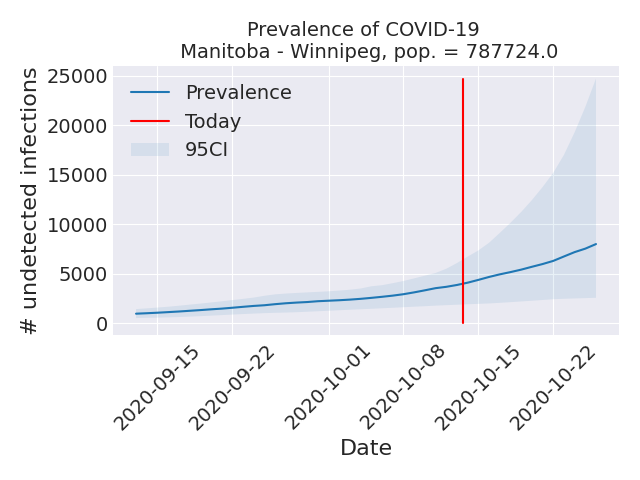 Prevalence of COVID-19
Manitoba - Winnipeg, pop. = 787724.0
# undetected infections
25000
20000
15000
10000
5000
0
Prevalence
Today
95CI
2020-09-15
2020-09-22
2020-10-01
2020-10-08
2020-10-15
2020-10-22
Date